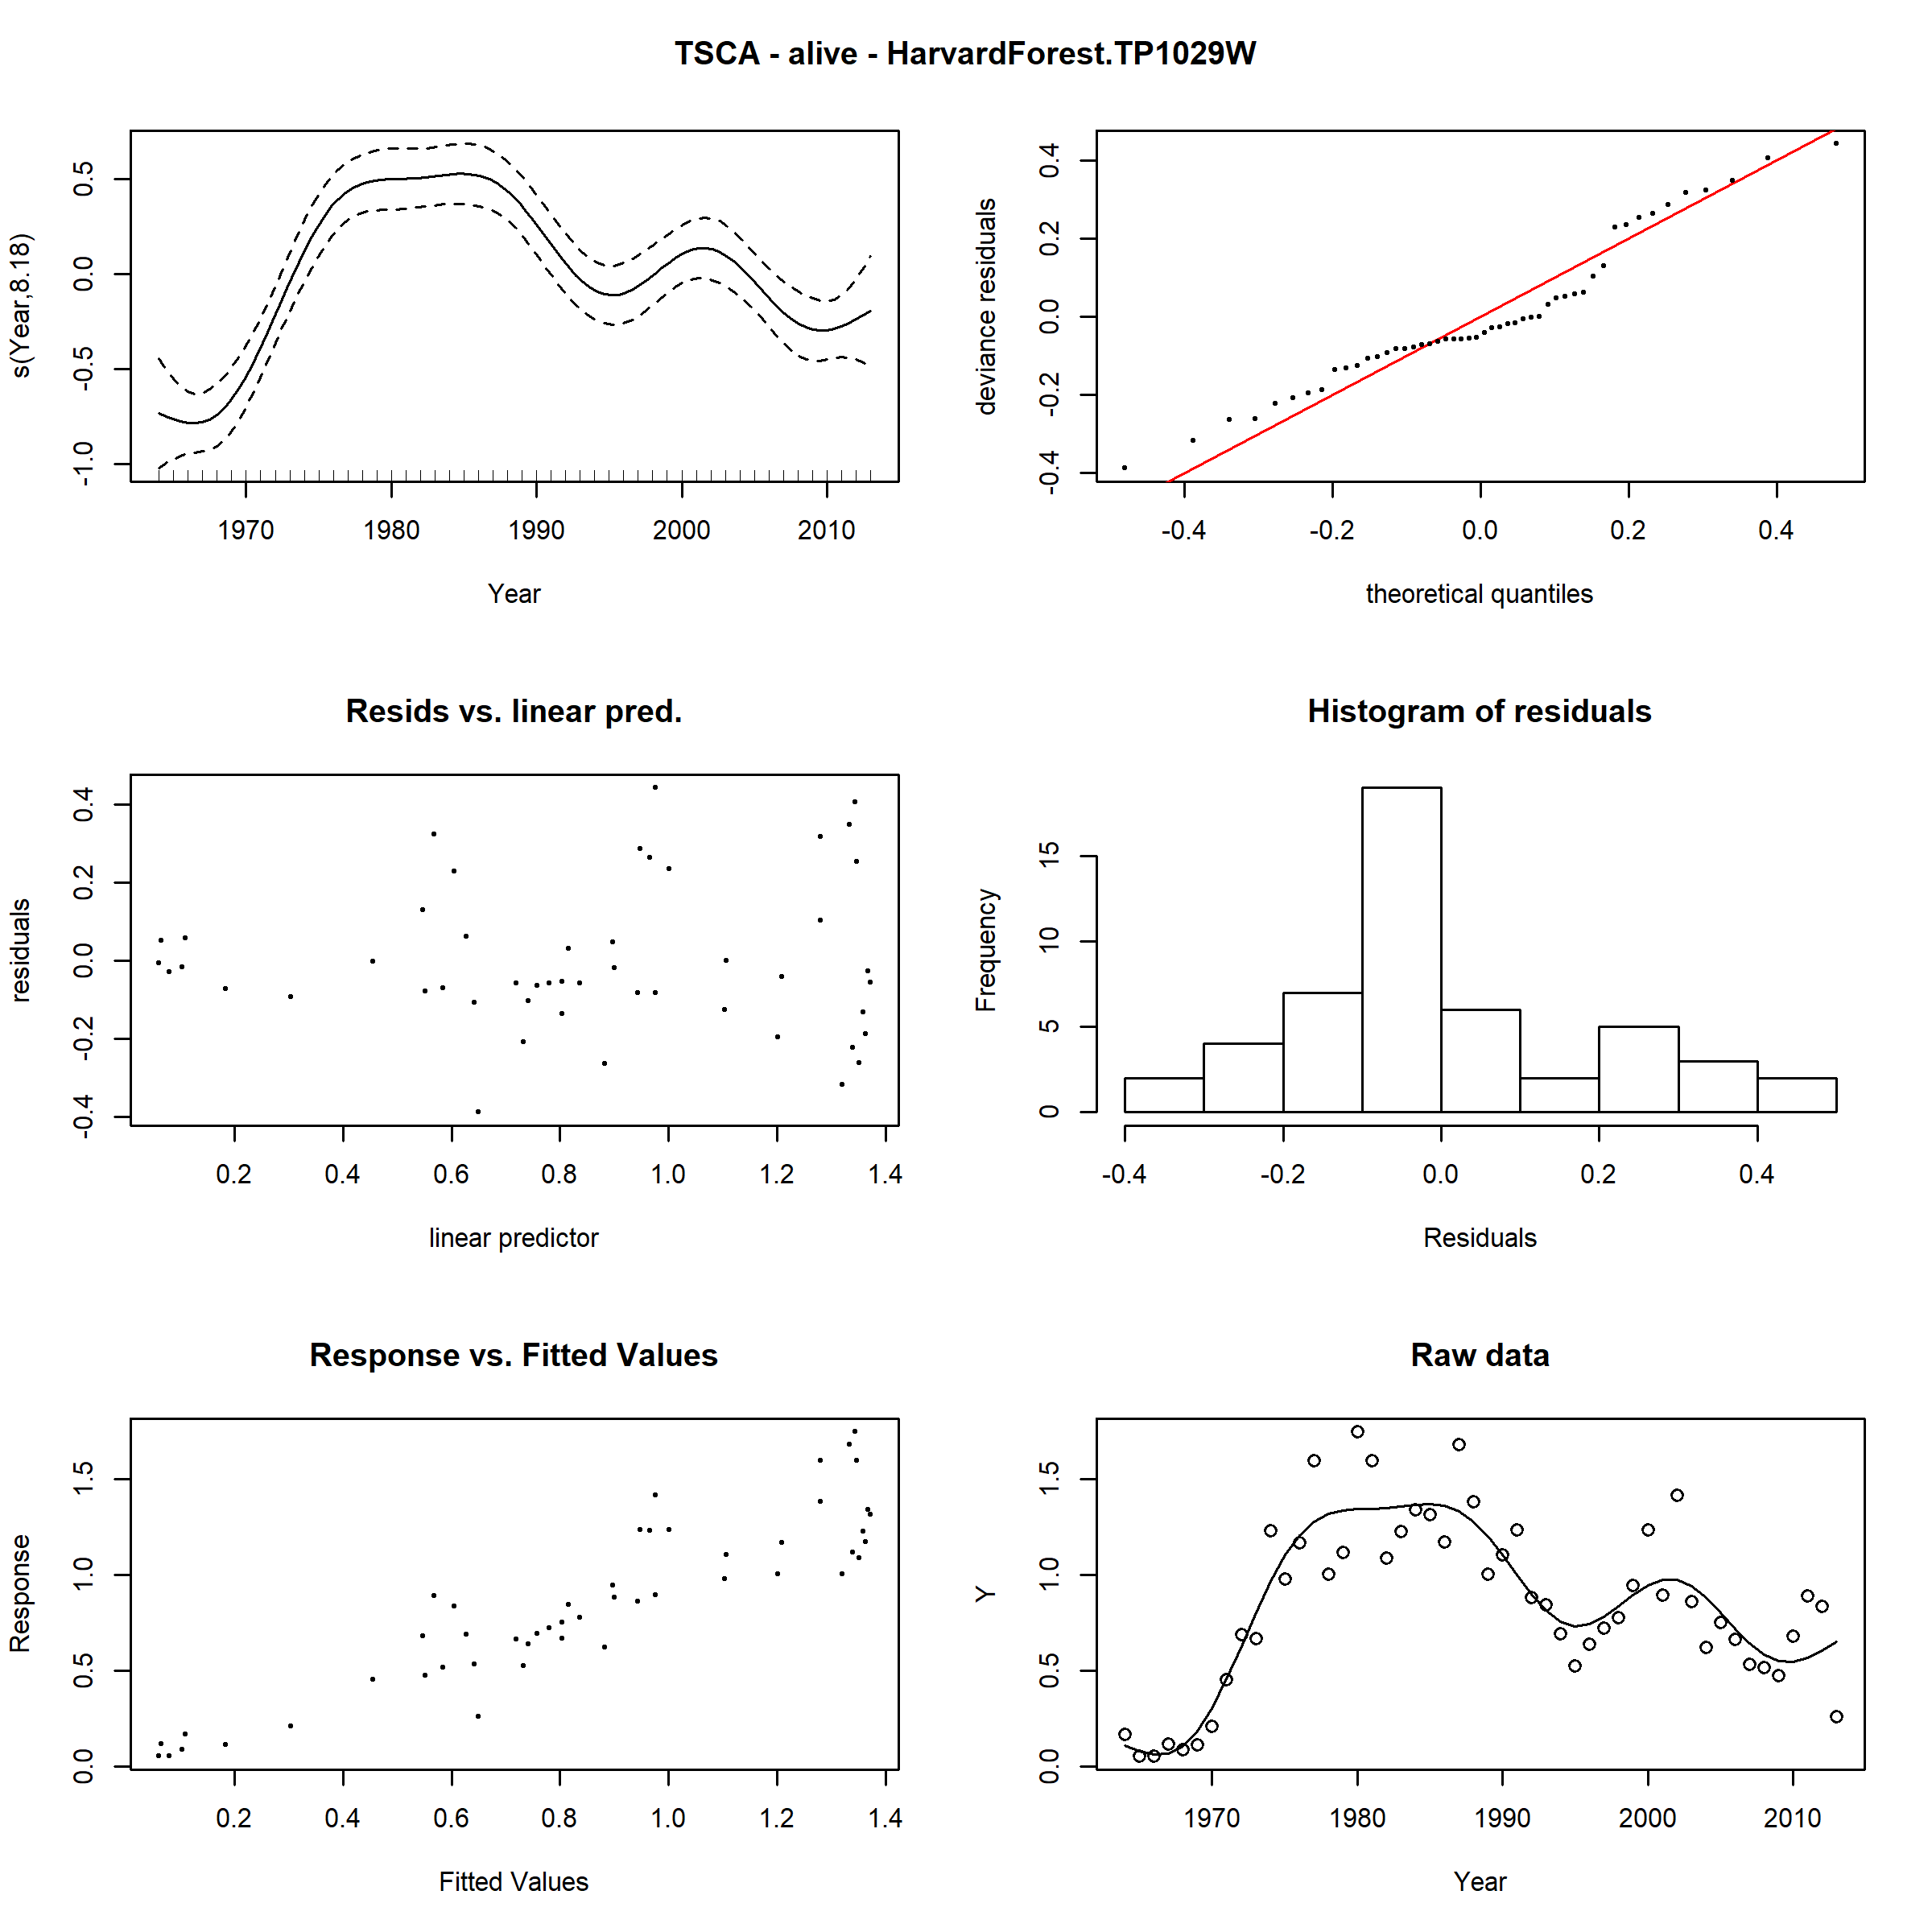 TSCA - alive - HarvardForest.TP1029W
s(Year,8.18)
0.5
0.0
-0.5
-1.0
1970 1980 1990 2000 2010
Year
deviance residuals
0.4
0.2
0.0
-0.2
-0.4
-0.4 -0.2 0.0 0.2 0.4
theoretical quantiles
Resids vs. linear pred.
residuals
0.4
0.2
0.0
-0.2
-0.4
0.2 0.4 0.6 0.8 1.0 1.2 1.4
linear predictor
Histogram of residuals
Frequency
15
10
5
0
-0.4 -0.2 0.0 0.2 0.4
Residuals
Response vs. Fitted Values
Response
1.5
1.0
0.5
0.0
0.2 0.4 0.6 0.8 1.0 1.2 1.4
Fitted Values
Raw data
Y
1.5
1.0
0.5
0.0
1970 1980 1990 2000 2010
Year